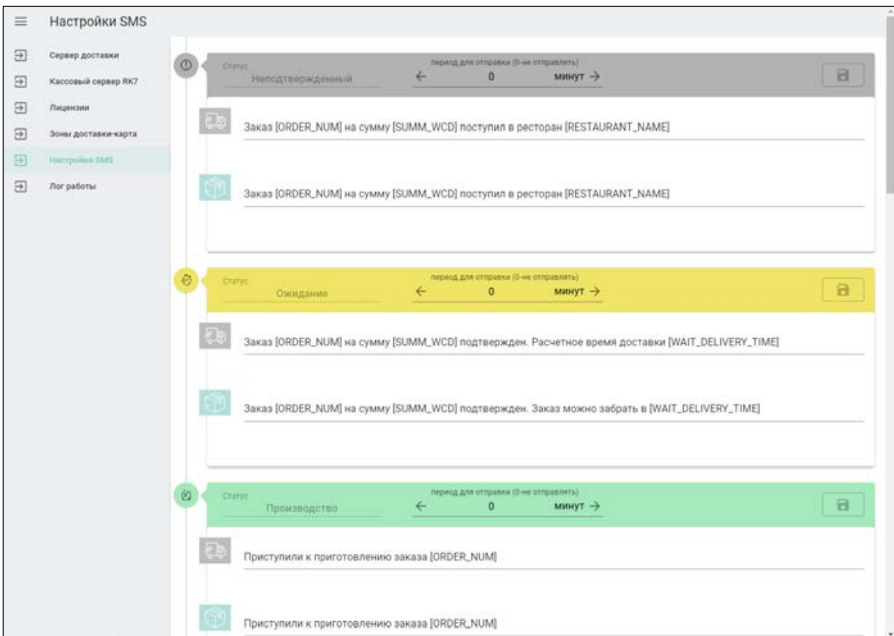 Настройки SMS
Сервер доставки
Кассовый сервер RK7
Лицензии
Зоны доставки-карта
Настройки SMS
Лог работы
Статус
период для отправки (0-не отправлять)
Неподтвержденный
0
минут
Заказ [ORDER_NUM] на сумму [SUMM_WCD] поступил в ресторан [RESTAURANT_NAME]
Заказ [ORDER_NUM] на сумму [SUMM_WCD] поступил в ресторан [RESTAURANT_NAME]
Статус
период для отправки (0-не отправлять)
Ожидание
0
минут
Заказ [ORDER_NUM] на сумму [SUMM_WCD] подтвержден. Расчетное время доставки [WAIT_DELIVERY_TIME]
Заказ [ORDER_NUM] на сумму [SUMM_WCD] подтвержден. Заказ можно забрать в [WAIT_DELIVERY_TIME]
Статус
период для отправки (0-не отправлять)
Производство
0
минут
Приступили к приготовлению заказа [ORDER_NUM]
Приступили к приготовлению заказа [ORDER_NUM]